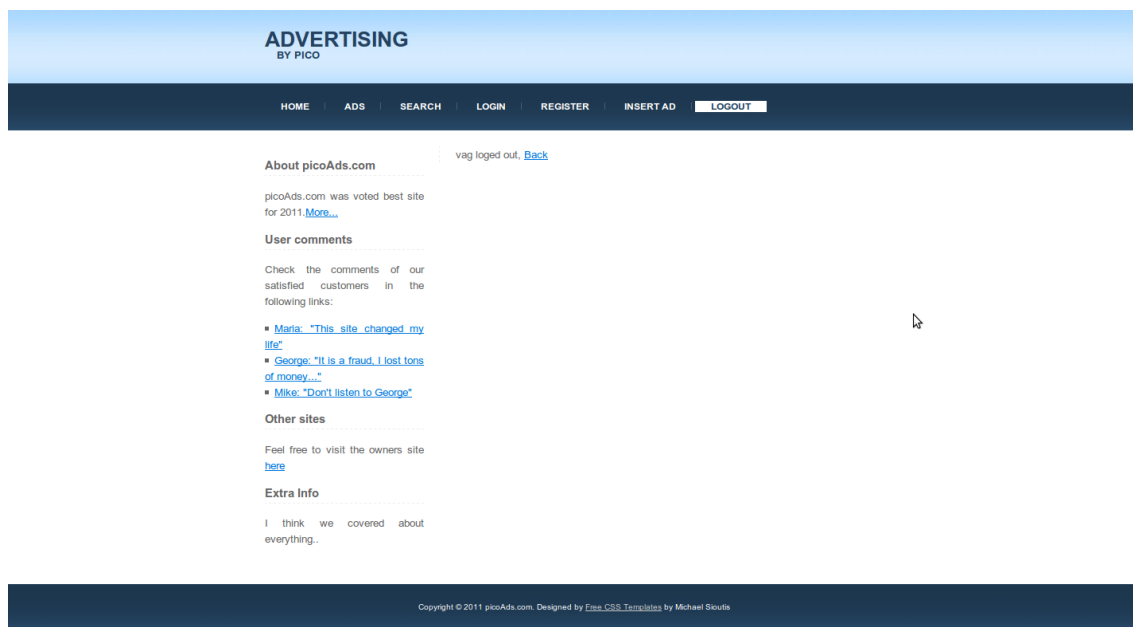 ADVERTISING
BY PICO
HOME ADS SEARCH LOGIN REGISTER INSERT AD LOGOUT
About picoAds.com
picoAds.com was voted best site
for 2011.More...
User comments
Check the comments of our
satisfied customers in the
following links:
Maria: "This site changed my
life"
George: "It is a fraud, I lost tons
of money..."
Mike: "Don't listen to George"
Other sites
Feel free to visit the owners site
here
Extra Info
I think we covered about
everything..
vag loged out, Back
Copyright © 2011 picoAds.com. Designed by Free CSS Templates by Michael Sioutis